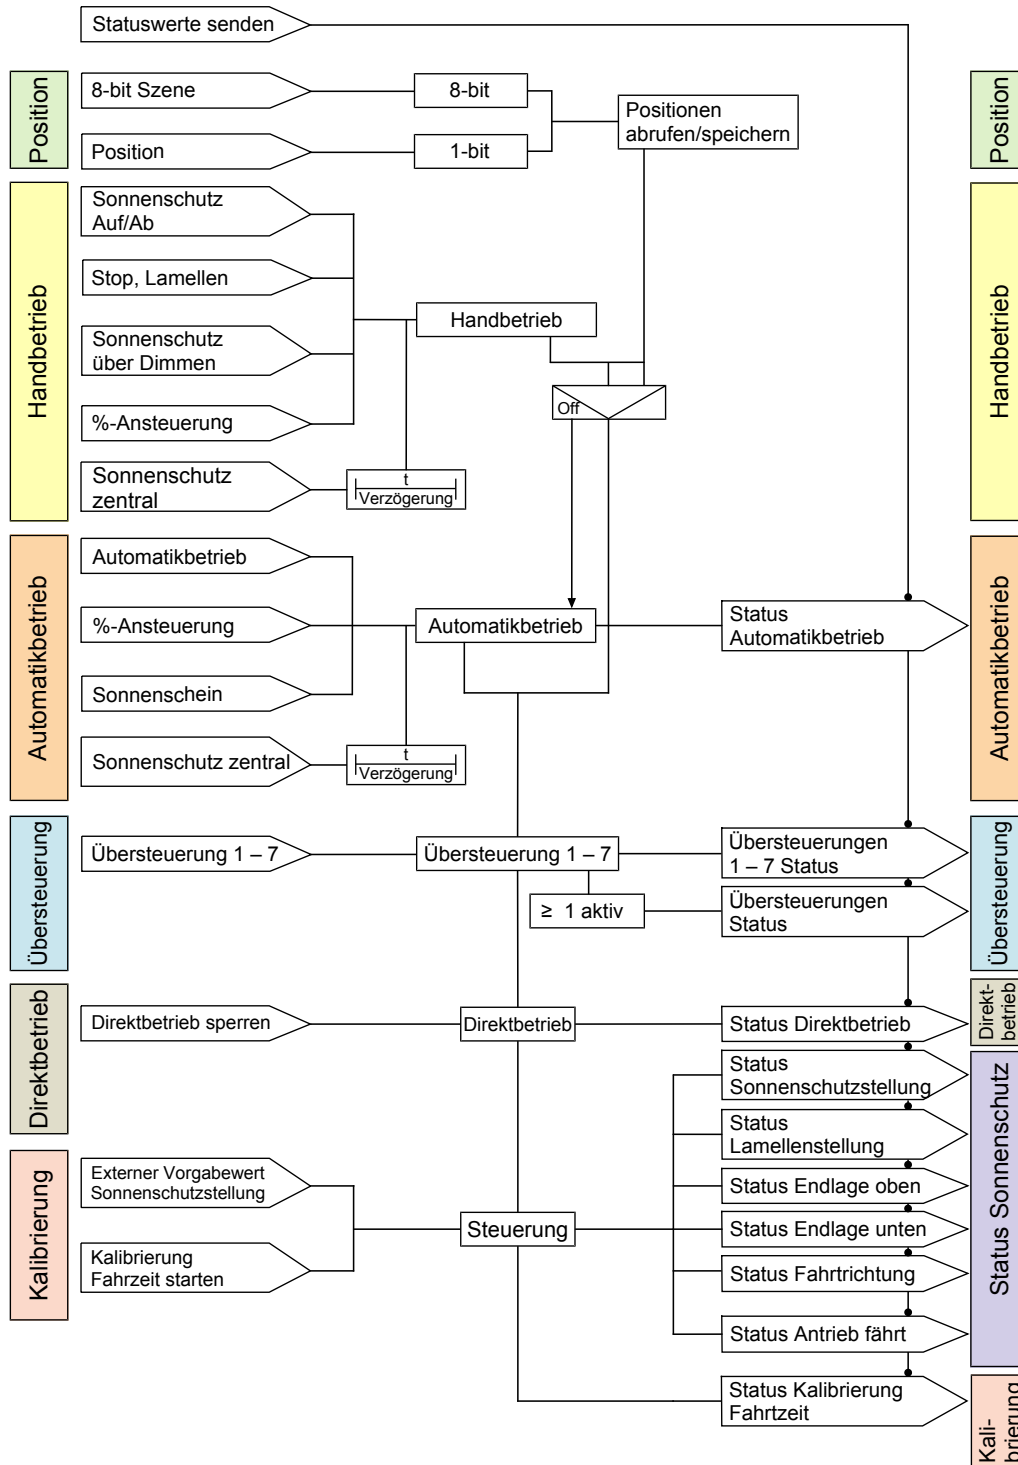 Statuswerte senden
Position
8-bit Szene
8-bit
Positionen
abrufen/speichern
Position
Position
1-bit
Handbetrieb
Sonnenschutz
Auf/Ab
Handbetrieb
Stop, Lamellen
Handbetrieb
Sonnenschutz
über Dimmen
Off
%-Ansteuerung
Sonnenschutz
zentral
t
Verzögerung
Automatikbetrieb
Automatikbetrieb
Automatikbetrieb
%-Ansteuerung
Automatikbetrieb
Status
Automatikbetrieb
Sonnenschein
Sonnenschutz zentral
t
Verzögerung
Übersteuerung
Übersteuerung 1 – 7
Übersteuerung 1 – 7
Übersteuerungen
1 – 7 Status
Übersteuerung
≥ 1 aktiv
Übersteuerungen
Status
Direktbetrieb
Direktbetrieb sperren
Direktbetrieb
Status Direktbetrieb
Direkt-
betrieb
Status
Sonnenschutzstellung
Status Sonnenschutz
Status
Lamellenstellung
Kalibrierung
Externer Vorgabewert
Sonnenschutzstellung
Status Endlage oben
Steuerung
Status Endlage unten
Kalibrierung
Fahrzeit starten
Status Fahrtrichtung
Status Antrieb fährt
Status Kalibrierung
Fahrtzeit
Kali-
brierung